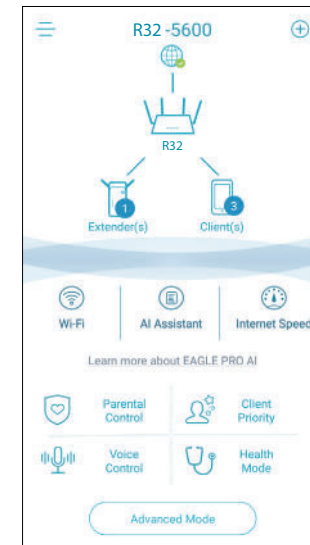 R32 -5600
R32
1
3
Extender(s) Client(s)
Wi-Fi AI Assistant Internet Speed
Learn more about EAGLE PRO AI
Parental Client
Control Priority
Voice Health
Control Mode
Advanced Mode